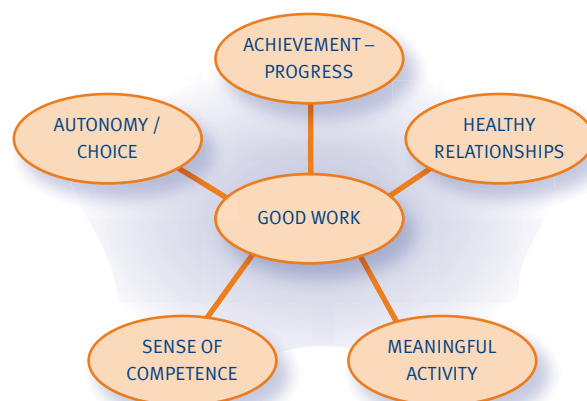 ACHIEVEMENT –
PROGRESS
AUTONOMY /
CHOICE
HEALTHY
RELATIONSHIPS
GOOD WORK
SENSE OF
COMPETENCE
MEANINGFUL
ACTIVITY